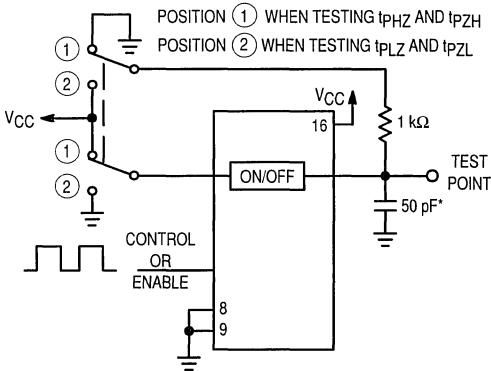 POSITION 1 WHEN TESTING tPHZ AND tPZH
POSITION 2 WHEN TESTING tPLZ AND tPZL
1
2
VCC
1
2
VCC
16
1 kΩ
ON/OFF
TEST
POINT
50 pF*
CONTROL
OR
ENABLE
8
9